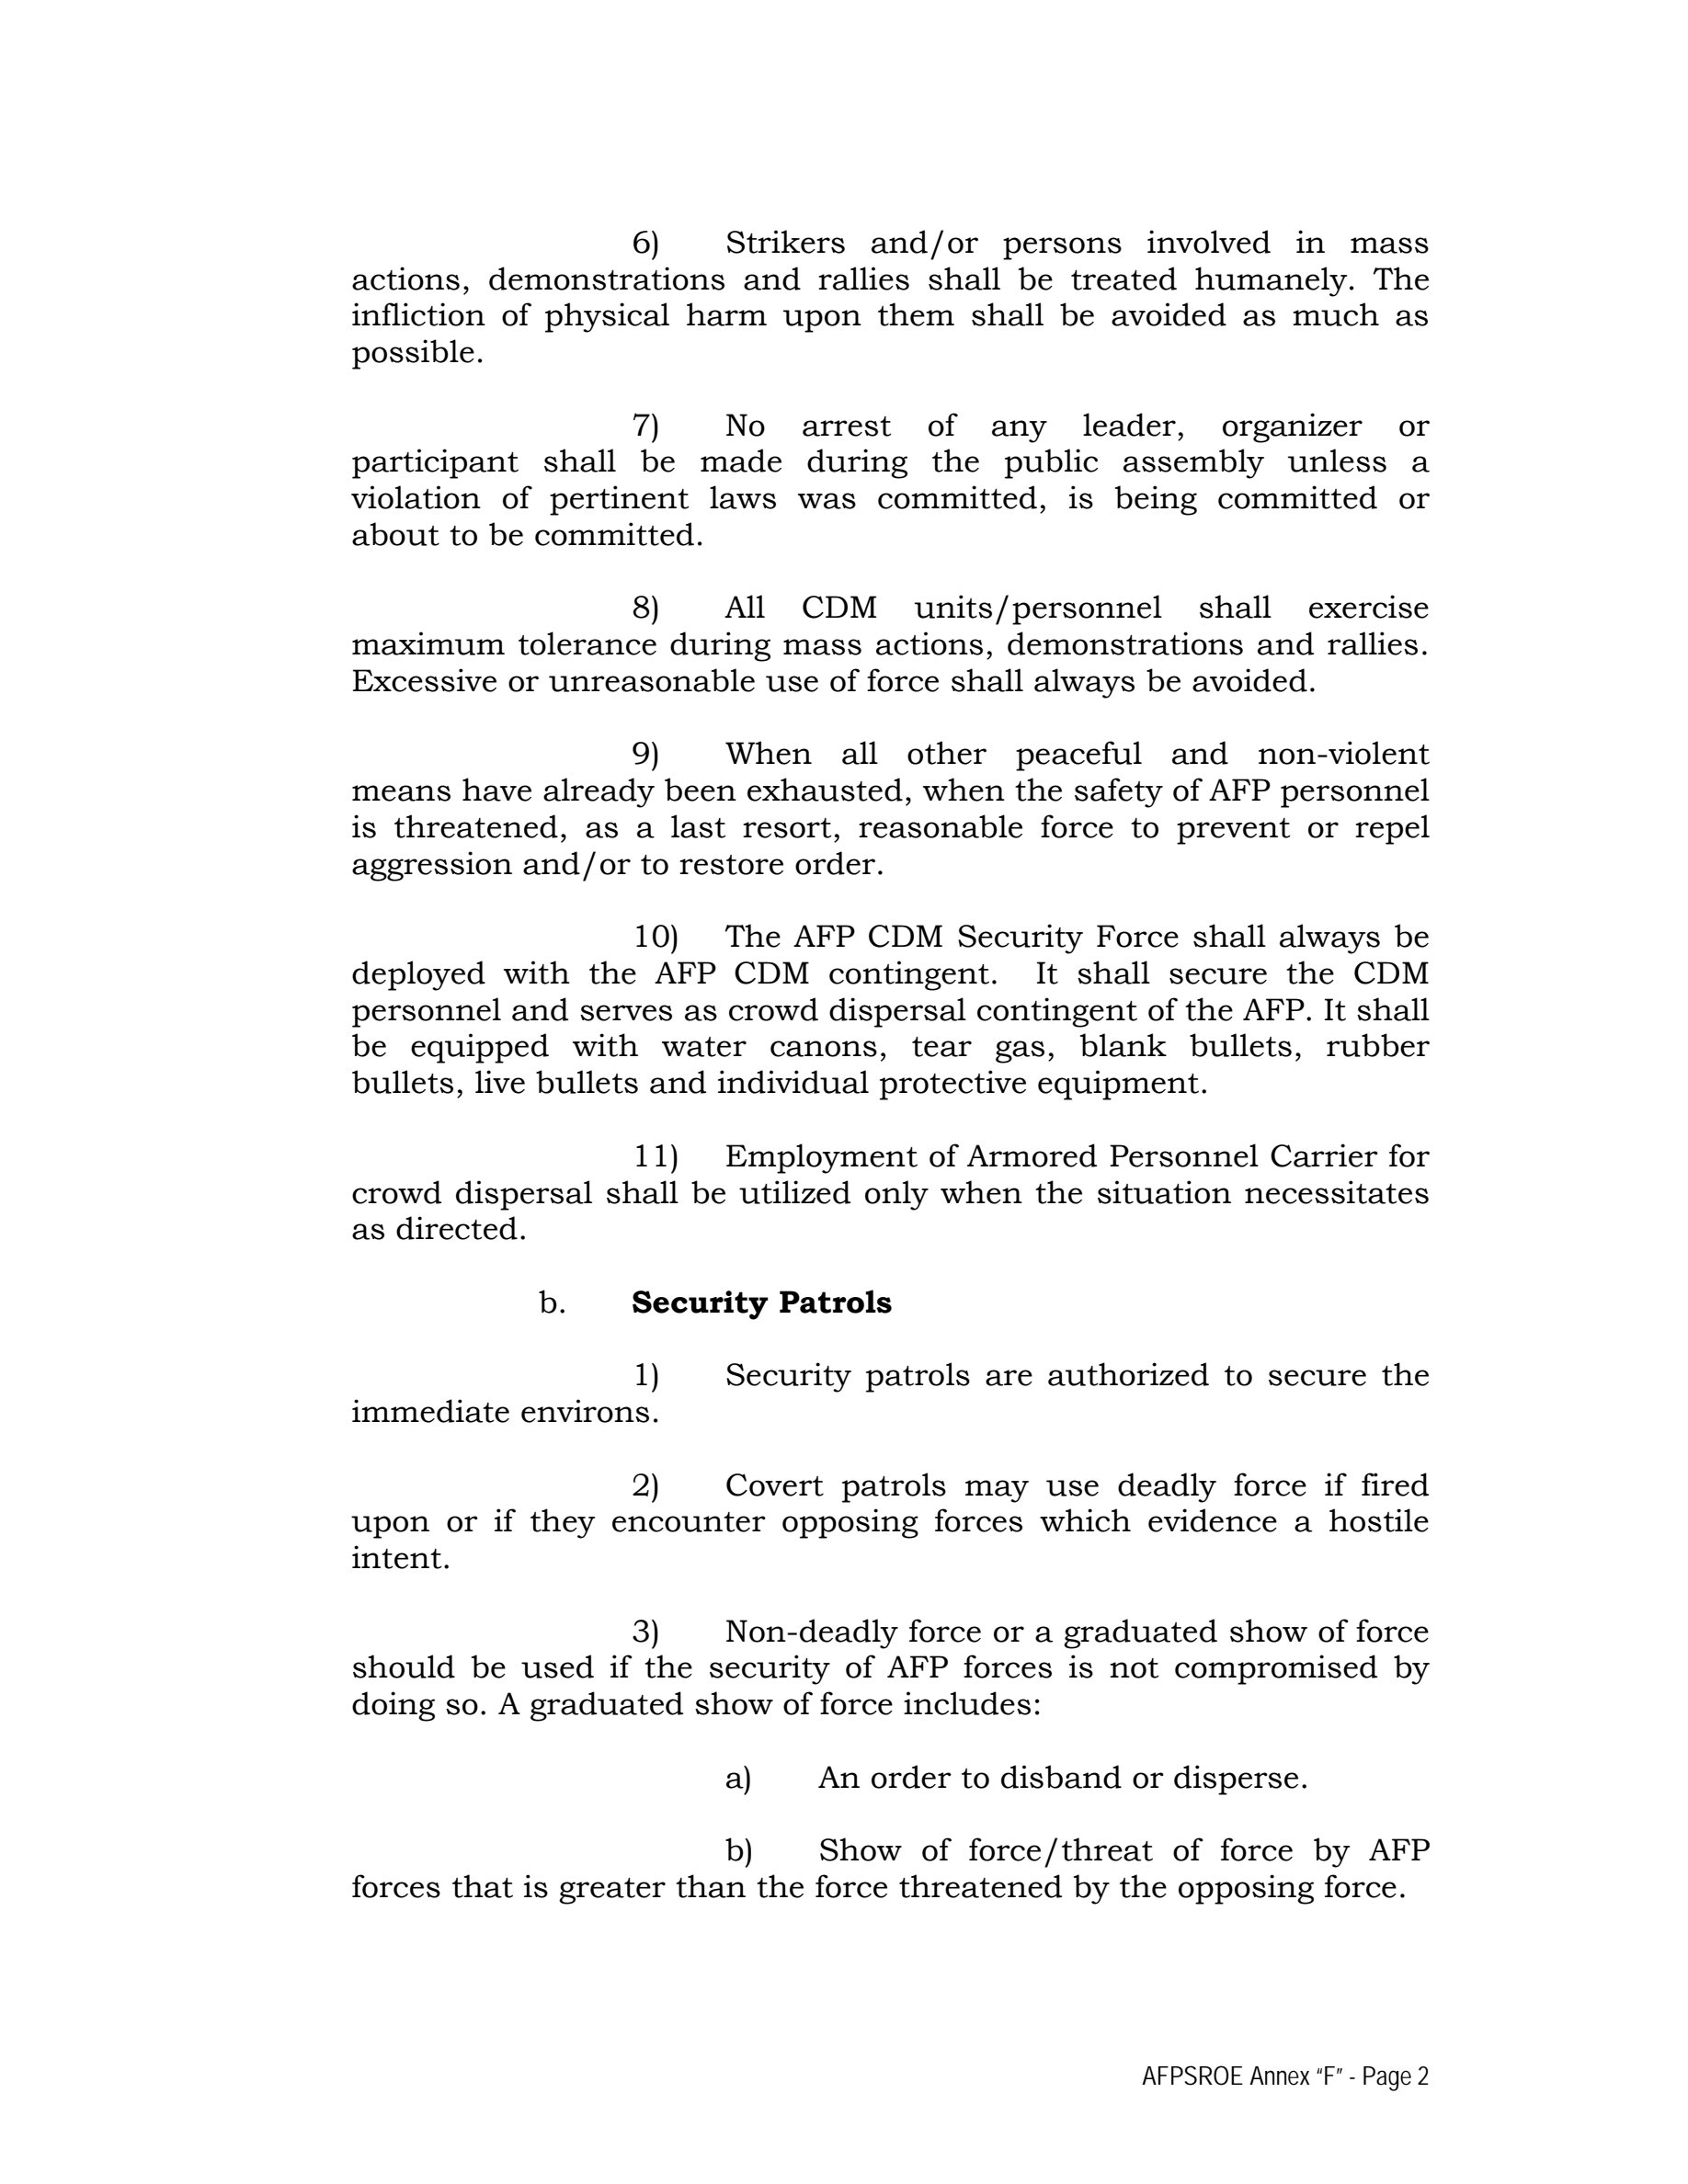 6) Strikers and/or persons involved in mass
actions, demonstrations and rallies shall be treated humanely. The
infliction of physical harm upon them shall be avoided as much as
possible.
7) No arrest of any leader, organizer or
participant shall be made during the public assembly unless a
violation of pertinent laws was committed, is being committed or
about to be committed.
8) All CDM units/personnel shall exercise
maximum tolerance during mass actions, demonstrations and rallies.
Excessive or unreasonable use of force shall always be avoided.
9) When all other peaceful and non-violent
means have already been exhausted, when the safety of AFP personnel
is threatened, as a last resort, reasonable force to prevent or repel
aggression and/or to restore order.
10) The AFP CDM Security Force shall always be
deployed with the AFP CDM contingent. It shall secure the CDM
personnel and serves as crowd dispersal contingent of the AFP. It shall
be equipped with water canons, tear gas, blank bullets, rubber
bullets, live bullets and individual protective equipment.
11) Employment of Armored Personnel Carrier for
crowd dispersal shall be utilized only when the situation necessitates
as directed.
b. Security Patrols
1) Security patrols are authorized to secure the
immediate environs.
2) Covert patrols may use deadly force if fired
upon or if they encounter opposing forces which evidence a hostile
intent.
3) Non-deadly force or a graduated show of force
should be used if the security of AFP forces is not compromised by
doing so. A graduated show of force includes:
a) An order to disband or disperse.
b) Show of force/threat of force by AFP
forces that is greater than the force threatened by the opposing force.
AFPSROE Annex “F” - Page 2